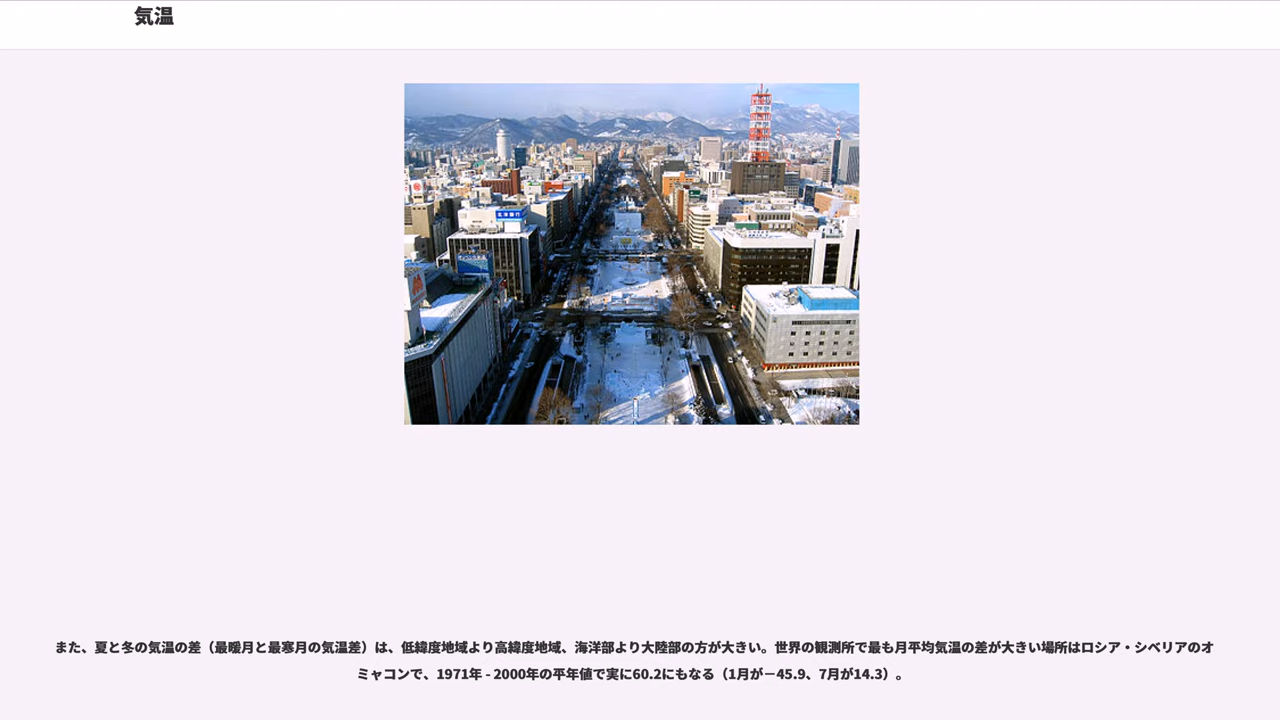 気温
北洋銀行
また、夏と冬の気温の差（最暖月と最寒月の気温差）は、低緯度地域より高緯度地域、海洋部より大陸部の方が大きい。世界の観測所で最も月平均気温の差が大きい場所はロシア・シベリアのオ
ミャコンで、1971年 - 2000年の平年値で実に60.2にもなる（1月が－45.9、7月が14.3）。